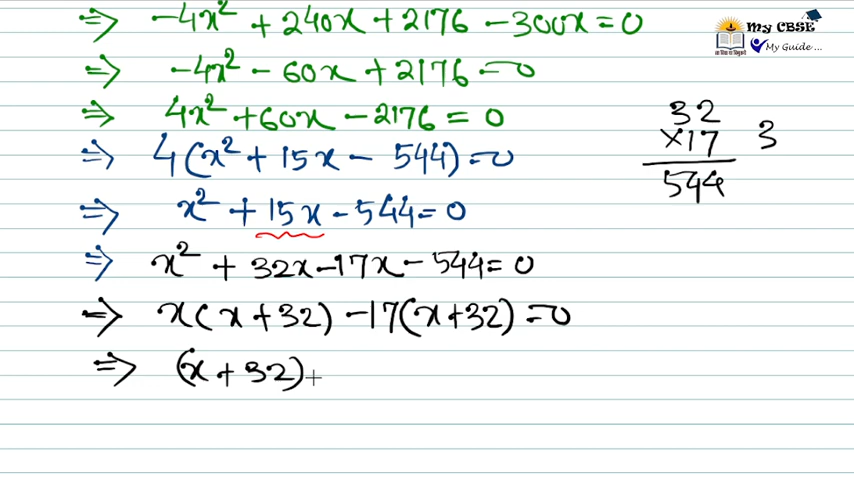 ⇒ -4x² + 240x + 2176 - 300x = 0
⇒ -4x² - 60x + 2176 = 0
⇒ 4x² + 60x - 2176 = 0
⇒ 4(x² + 15x - 544) = 0
⇒ x² + 15x - 544 = 0
⇒ x² + 32x - 17x - 544 = 0
⇒ x(x + 32) - 17(x + 32) = 0
⇒ (x + 32)
My CBSE
My Guide ...
32
×17 3
544